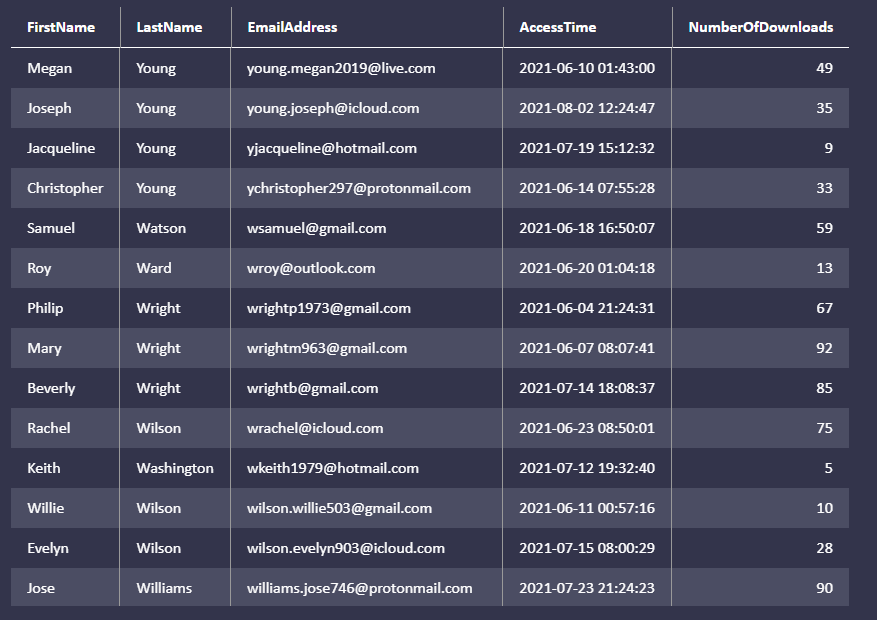 FirstName LastName EmailAddress AccessTime NumberOfDownloads
Megan Young young.megan2019@live.com 2021-06-10 01:43:00 49
Joseph Young young.joseph@icloud.com 2021-08-02 12:24:47 35
Jacqueline Young yjacqueline@hotmail.com 2021-07-19 15:12:32 9
Christopher Young ychristopher297@protonmail.com 2021-06-14 07:55:28 33
Samuel Watson wsamuel@gmail.com 2021-06-18 16:50:07 59
Roy Ward wroy@outlook.com 2021-06-20 01:04:18 13
Philip Wright wrightp1973@gmail.com 2021-06-04 21:24:31 67
Mary Wright wrightm963@gmail.com 2021-06-07 08:07:41 92
Beverly Wright wrightb@gmail.com 2021-07-14 18:08:37 85
Rachel Wilson wrachel@icloud.com 2021-06-23 08:50:01 75
Keith Washington wkeith1979@hotmail.com 2021-07-12 19:32:40 5
Willie Wilson wilson.willie503@gmail.com 2021-06-11 00:57:16 10
Evelyn Wilson wilson.evelyn903@icloud.com 2021-07-15 08:00:29 28
Jose Williams williams.jose746@protonmail.com 2021-07-23 21:24:23 90